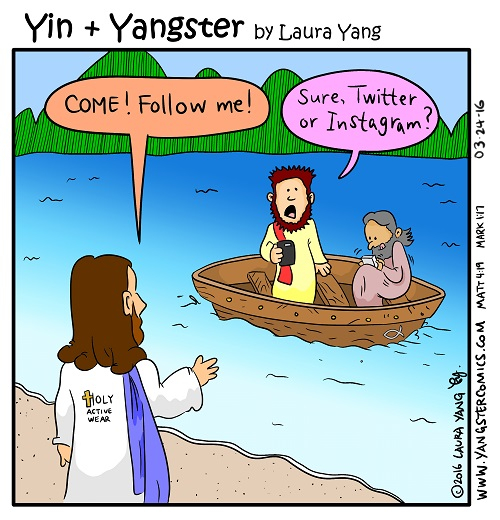 Yin + Yangster by Laura Yang
COME! Follow me!
Sure, Twitter
or Instagram?
HOLY
ACTIVE
WEAR
©2016 LAURA YANG
WWW.YANGSTERCOMICS.COM MATT 4:19 MARK 1:17 03-24-16